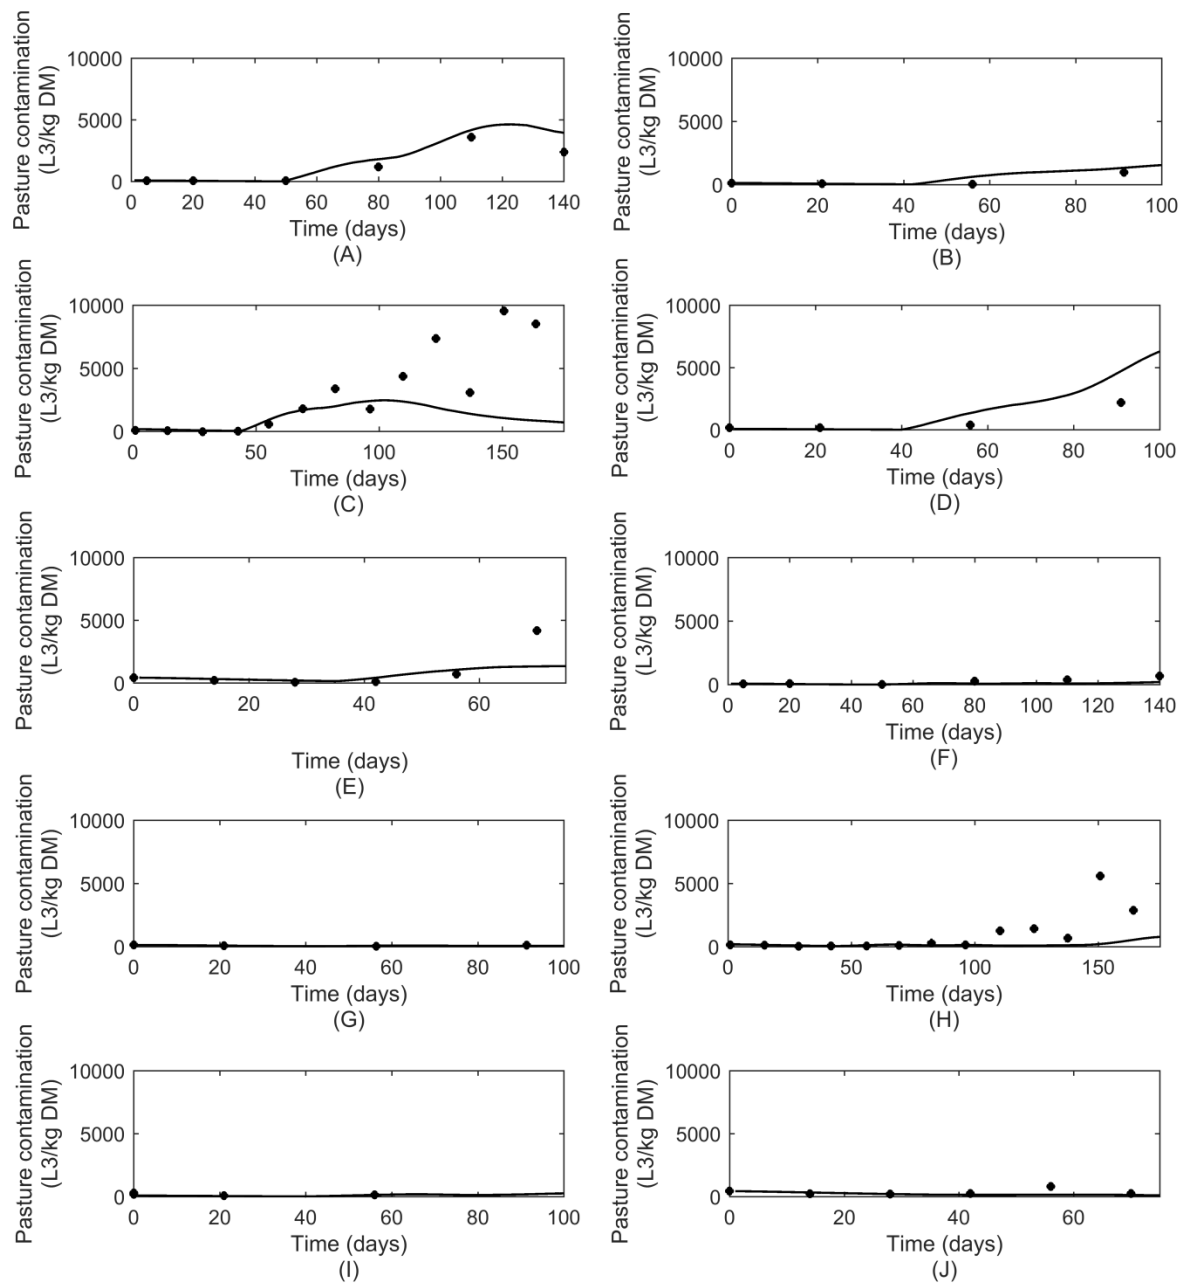 Pasture contamination
(L3/kg DM)
10000
5000
0
0 20 40 60 80 100 120 140
Time (days)
(A)
Pasture contamination
(L3/kg DM)
10000
5000
0
0 20 40 60 80 100
Time (days)
(B)
Pasture contamination
(L3/kg DM)
10000
5000
0
0 50 100 150
Time (days)
(C)
Pasture contamination
(L3/kg DM)
10000
5000
0
0 20 40 60 80 100
Time (days)
(D)
Pasture contamination
(L3/kg DM)
10000
5000
0
0 20 40 60
Time (days)
(E)
Pasture contamination
(L3/kg DM)
10000
5000
0
0 20 40 60 80 100 120 140
Time (days)
(F)
Pasture contamination
(L3/kg DM)
10000
5000
0
0 20 40 60 80 100
Time (days)
(G)
Pasture contamination
(L3/kg DM)
10000
5000
0
0 50 100 150
Time (days)
(H)
Pasture contamination
(L3/kg DM)
10000
5000
0
0 20 40 60 80 100
Time (days)
(I)
Pasture contamination
(L3/kg DM)
10000
5000
0
0 20 40 60
Time (days)
(J)